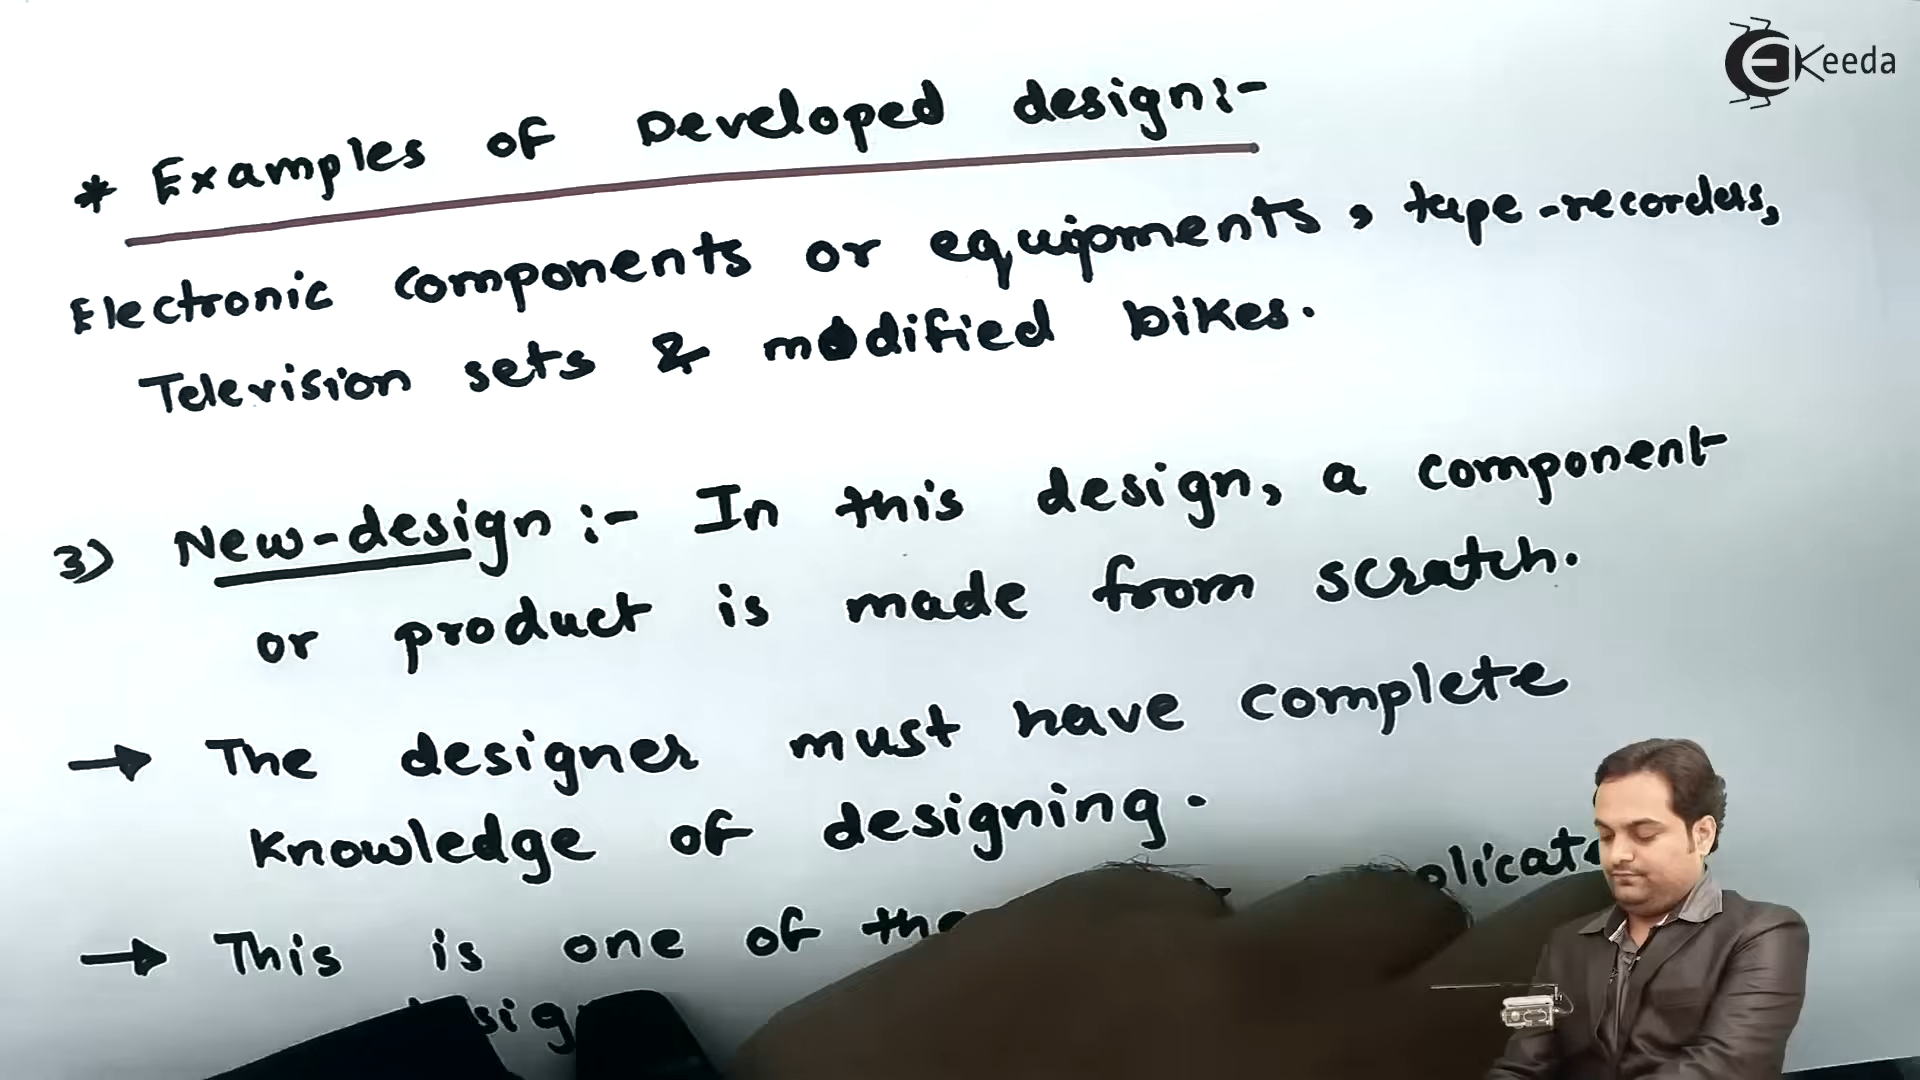 EKeeda
* Examples of Developed design:-
Electronic components or equipments, tape-recorders,
Television sets & modified bikes.
3) New-design:- In this design, a component
or product is made from scratch.
→ The designer must have complete
knowledge of designing.
→ This is one of the